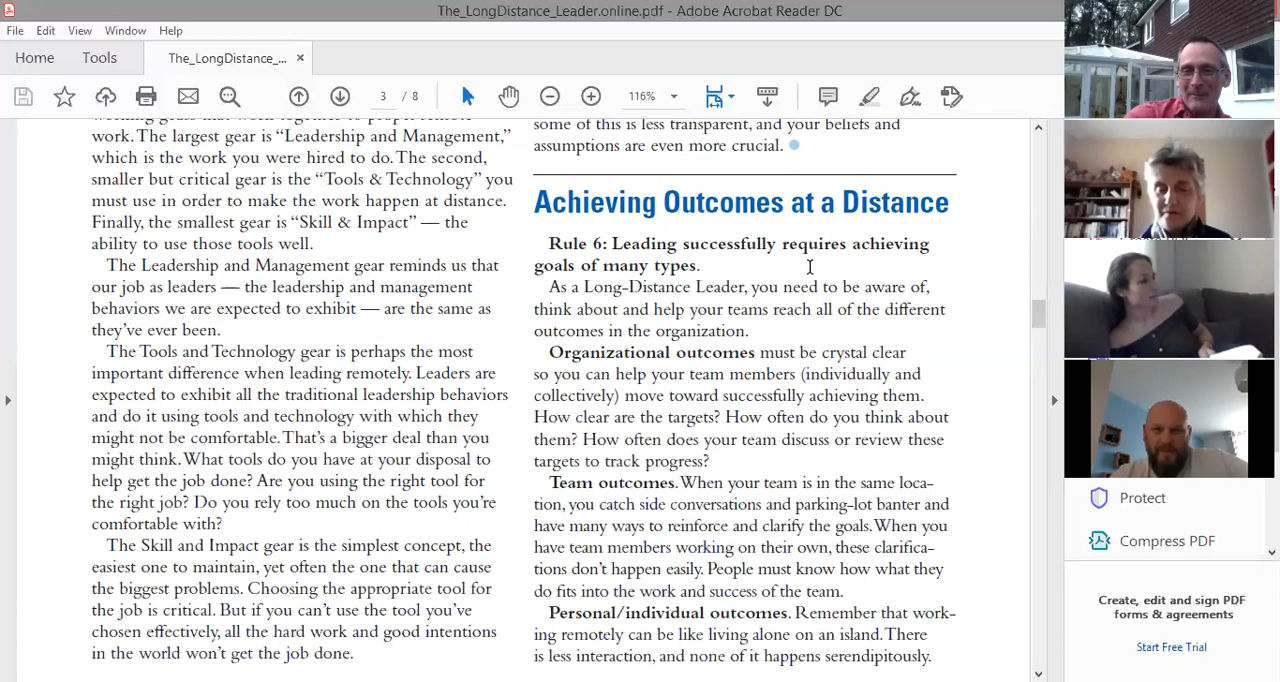 The_LongDistance_Leader.online.pdf - Adobe Acrobat Reader DC
File Edit View Window Help
Home Tools The_LongDistance_... ×
3 / 8 116%
work. The largest gear is “Leadership and Management,”
which is the work you were hired to do. The second,
smaller but critical gear is the “Tools & Technology” you
must use in order to make the work happen at distance.
Finally, the smallest gear is “Skill & Impact” — the
ability to use those tools well.
The Leadership and Management gear reminds us that
our job as leaders — the leadership and management
behaviors we are expected to exhibit — are the same as
they’ve ever been.
The Tools and Technology gear is perhaps the most
important difference when leading remotely. Leaders are
expected to exhibit all the traditional leadership behaviors
and do it using tools and technology with which they
might not be comfortable. That’s a bigger deal than you
might think. What tools do you have at your disposal to
help get the job done? Are you using the right tool for
the right job? Do you rely too much on the tools you’re
comfortable with?
The Skill and Impact gear is the simplest concept, the
easiest one to maintain, yet often the one that can cause
the biggest problems. Choosing the appropriate tool for
the job is critical. But if you can’t use the tool you’ve
chosen effectively, all the hard work and good intentions
in the world won’t get the job done.
some of this is less transparent, and your beliefs and
assumptions are even more crucial.
Achieving Outcomes at a Distance
Rule 6: Leading successfully requires achieving
goals of many types.
As a Long-Distance Leader, you need to be aware of,
think about and help your teams reach all of the different
outcomes in the organization.
Organizational outcomes must be crystal clear
so you can help your team members (individually and
collectively) move toward successfully achieving them.
How clear are the targets? How often do you think about
them? How often does your team discuss or review these
targets to track progress?
Team outcomes. When your team is in the same loca-
tion, you catch side conversations and parking-lot banter and
have many ways to reinforce and clarify the goals. When you
have team members working on their own, these clarifica-
tions don’t happen easily. People must know how what they
do fits into the work and success of the team.
Personal/individual outcomes. Remember that work-
ing remotely can be like living alone on an island. There
is less interaction, and none of it happens serendipitously.
Protect
Compress PDF
Create, edit and sign PDF
forms & agreements
Start Free Trial